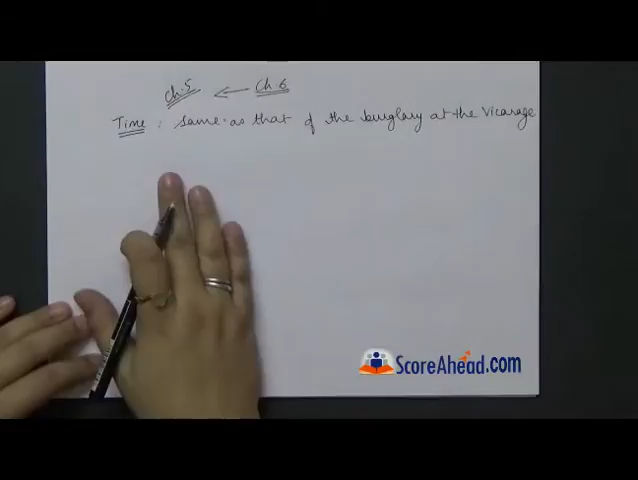 Ch.5 ← Ch 6
Time : same as that of the burglary at the Vicarage
ScoreAhead.com